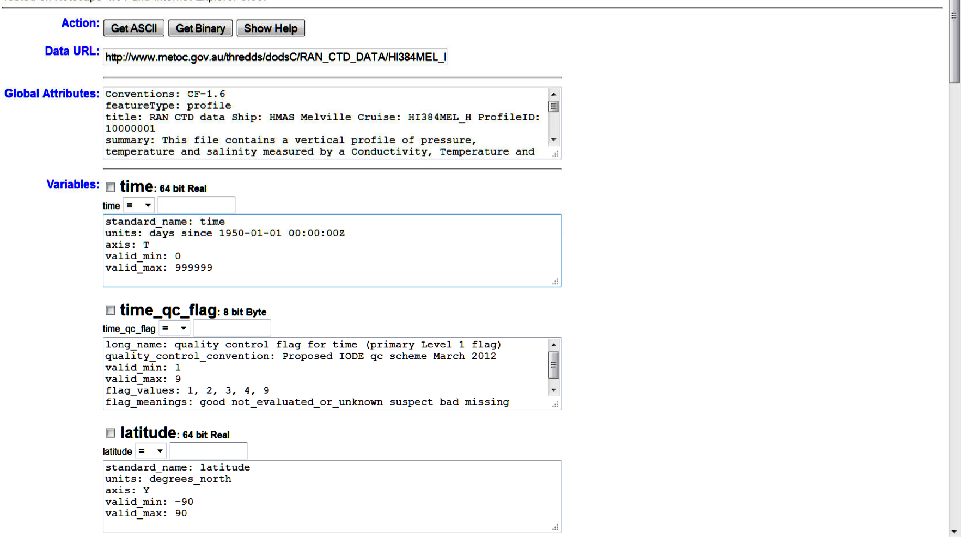 Action: Get ASCII Get Binary Show Help
Data URL: http://www.metoc.gov.au/thredds/dodsC/RAN_CTD_DATA/HI384MEL_
Global Attributes: Conventions: CF-1.6
featureType: profile
title: RAN CTD data Ship: HMAS Melville Cruise: HI384MEL_H ProfileID:
10000001
summary: This file contains a vertical profile of pressure,
temperature and salinity measured by a Conductivity, Temperature and
Variables: time: 64 bit Real
time =
standard_name: time
units: days since 1950-01-01 00:00:00Z
axis: T
valid_min: 0
valid_max: 999999
time_qc_flag: 8 bit Byte
time_qc_flag =
long_name: quality control flag for time (primary Level 1 flag)
quality_control_convention: Proposed IODE qc scheme March 2012
valid_min: 1
valid_max: 9
flag_values: 1, 2, 3, 4, 9
flag_meanings: good not_evaluated_or_unknown suspect bad missing
latitude: 64 bit Real
latitude =
standard_name: latitude
units: degrees_north
axis: Y
valid_min: -90
valid_max: 90